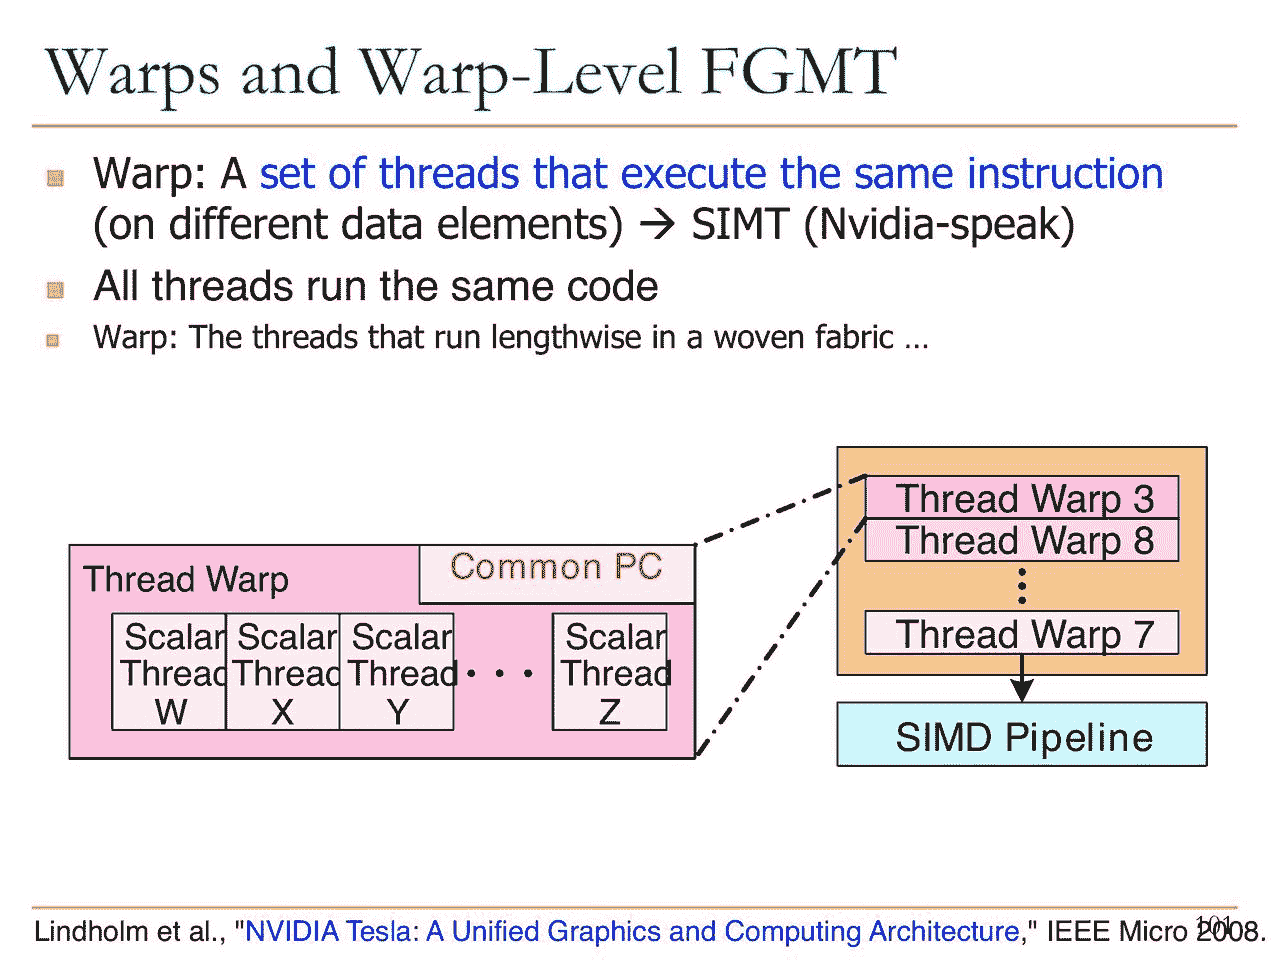 Warps and Warp-Level FGMT
Warp: A set of threads that execute the same instruction
(on different data elements) → SIMT (Nvidia-speak)
All threads run the same code
Warp: The threads that run lengthwise in a woven fabric ...
Thread Warp
Common PC
Scalar Thread W
Scalar Thread X
Scalar Thread Y
. . .
Scalar Thread Z
Thread Warp 3
Thread Warp 8
Thread Warp 7
SIMD Pipeline
Lindholm et al., "NVIDIA Tesla: A Unified Graphics and Computing Architecture," IEEE Micro 2008.
101